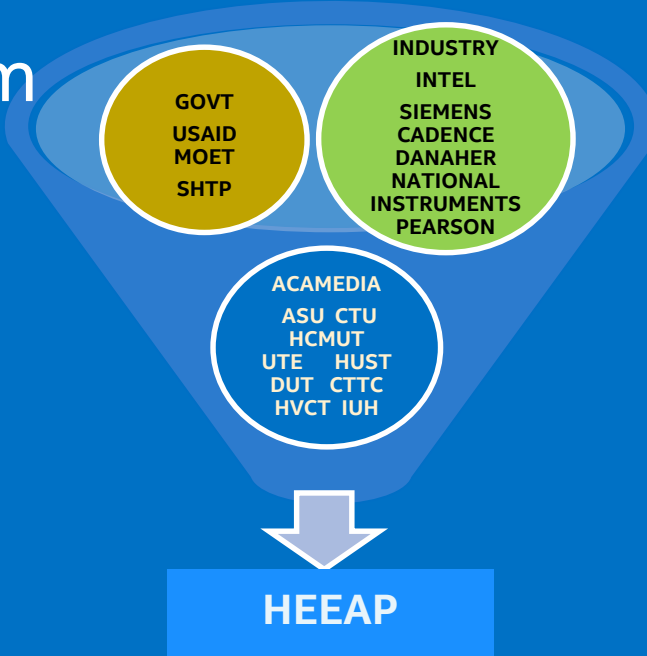 m
GOVT
USAID
MOET
SHTP
INDUSTRY
INTEL
SIEMENS
CADENCE
DANAHER
NATIONAL
INSTRUMENTS
PEARSON
ACAMEDIA
ASU CTU
HCMUT
UTE HUST
DUT CTTC
HVCT IUH
HEEAP